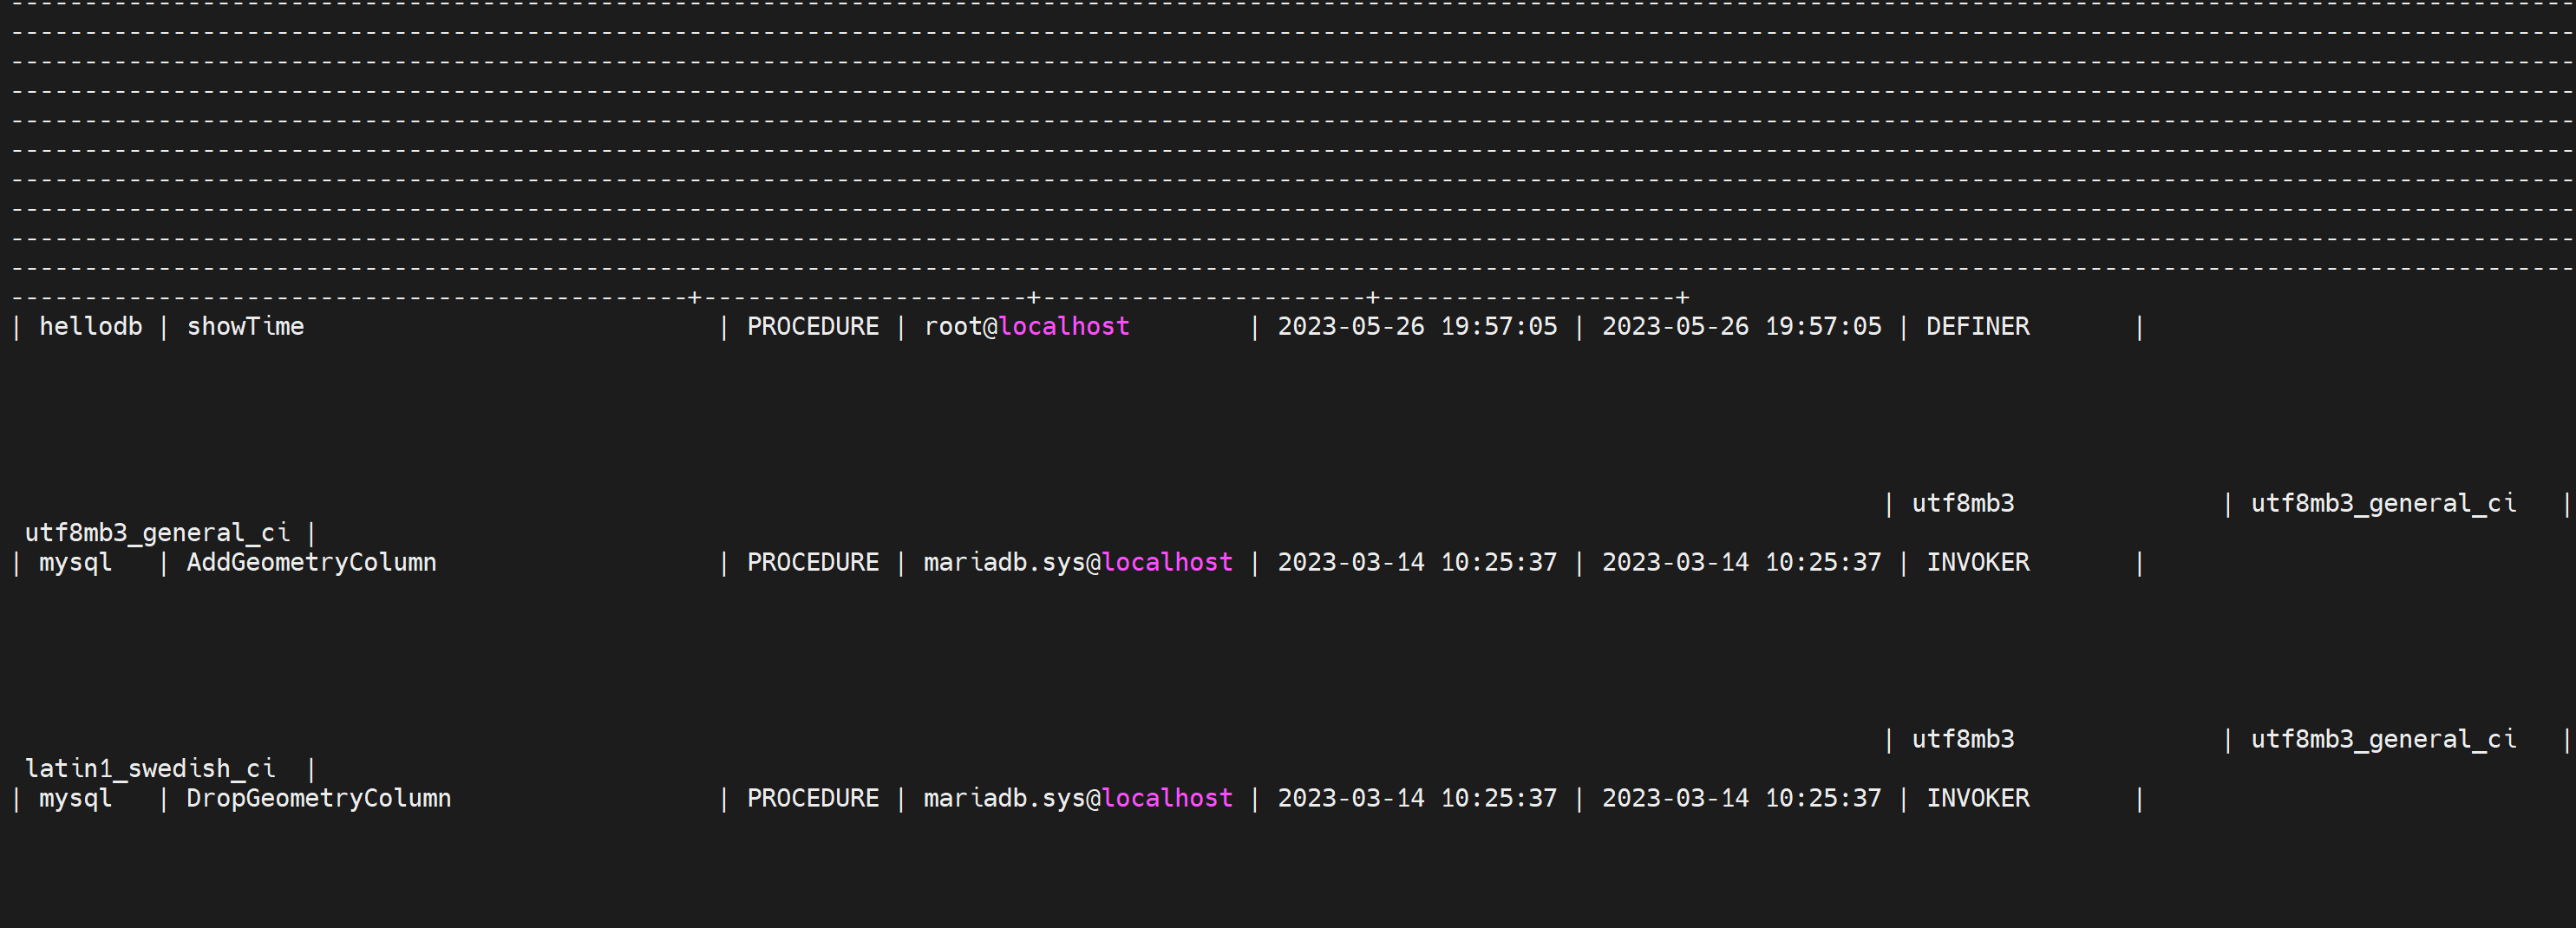 -----------------------------------------------+----------------------+----------------------+--------------------+
| hellodb | showTime                            | PROCEDURE | root@localhost        | 2023-05-26 19:57:05 | 2023-05-26 19:57:05 | DEFINER       |
| utf8mb3              | utf8mb3_general_ci   |
utf8mb3_general_ci |
| mysql   | AddGeometryColumn                   | PROCEDURE | mariadb.sys@localhost | 2023-03-14 10:25:37 | 2023-03-14 10:25:37 | INVOKER       |
| utf8mb3              | utf8mb3_general_ci   |
latin1_swedish_ci  |
| mysql   | DropGeometryColumn                  | PROCEDURE | mariadb.sys@localhost | 2023-03-14 10:25:37 | 2023-03-14 10:25:37 | INVOKER       |